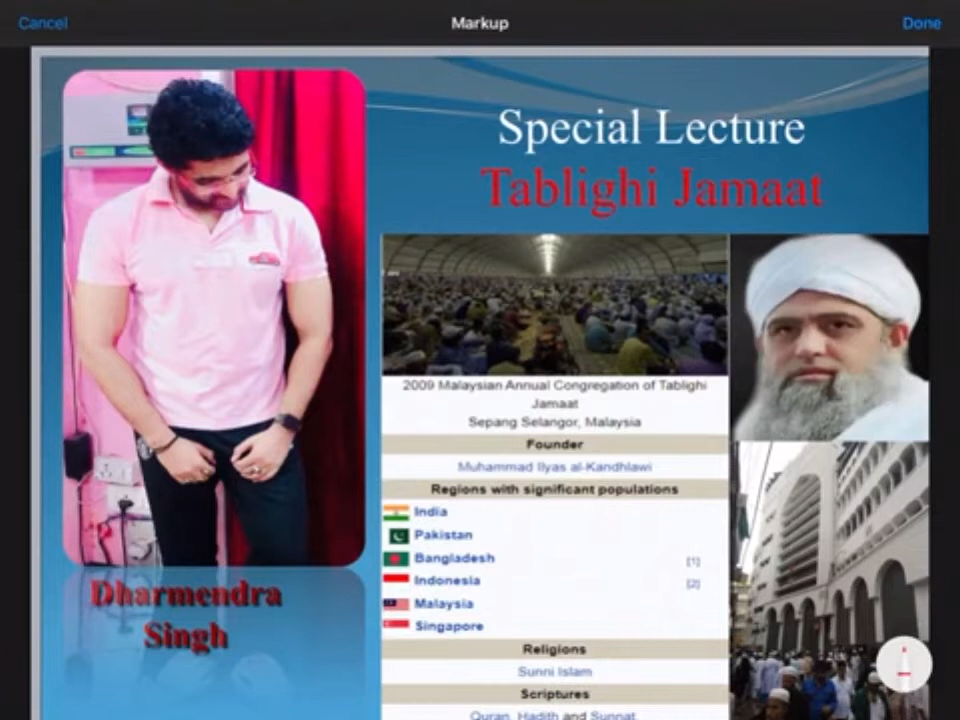 Cancel
Markup
Done
Special Lecture
Tablighi Jamaat
2009 Malaysian Annual Congregation of Tablighi
Jamaat
Sepang Selangor, Malaysia
Founder
Muhammad Ilyas al-Kandhlawi
Regions with significant populations
India
Pakistan
Bangladesh [1]
Indonesia [2]
Malaysia
Singapore
Religions
Sunni Islam
Scriptures
Quran, Hadith and Sunnat
Dharmendra
Singh